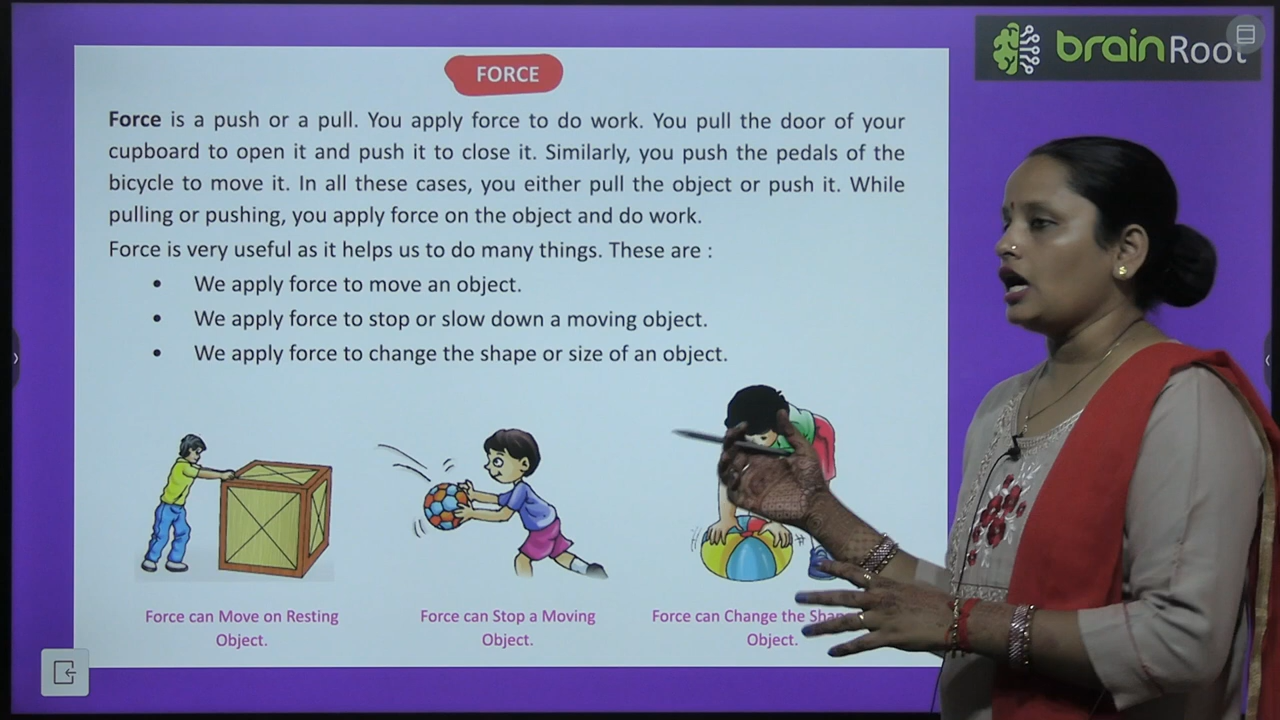 brainRoot
FORCE
Force is a push or a pull. You apply force to do work. You pull the door of your
cupboard to open it and push it to close it. Similarly, you push the pedals of the
bicycle to move it. In all these cases, you either pull the object or push it. While
pulling or pushing, you apply force on the object and do work.
Force is very useful as it helps us to do many things. These are :
• We apply force to move an object.
• We apply force to stop or slow down a moving object.
• We apply force to change the shape or size of an object.
Force can Move on Resting
Object.
Force can Stop a Moving
Object.
Force can Change the
Object.